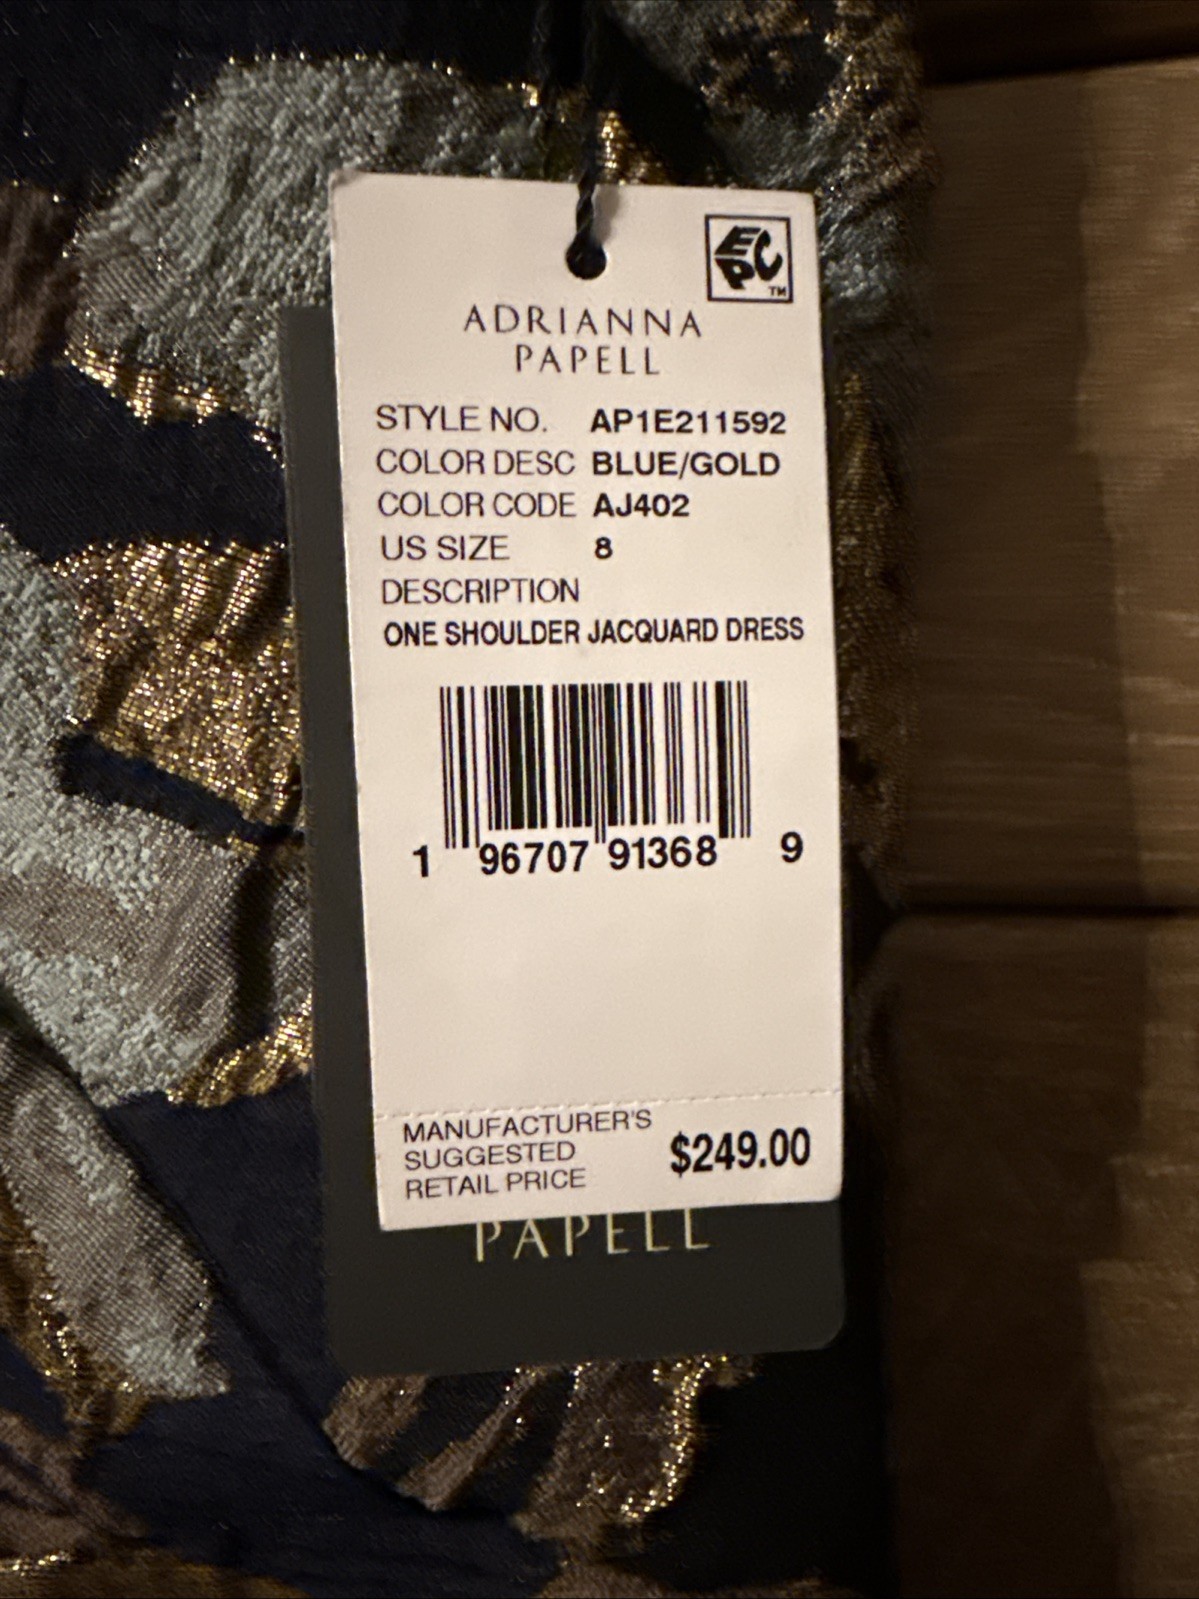 EPC
TM
ADRIANNA
PAPELL
STYLE NO. AP1E211592
COLOR DESC BLUE/GOLD
COLOR CODE AJ402
US SIZE 8
DESCRIPTION
ONE SHOULDER JACQUARD DRESS
1 96707 91368 9
MANUFACTURER'S
SUGGESTED
RETAIL PRICE $249.00
PAPELL